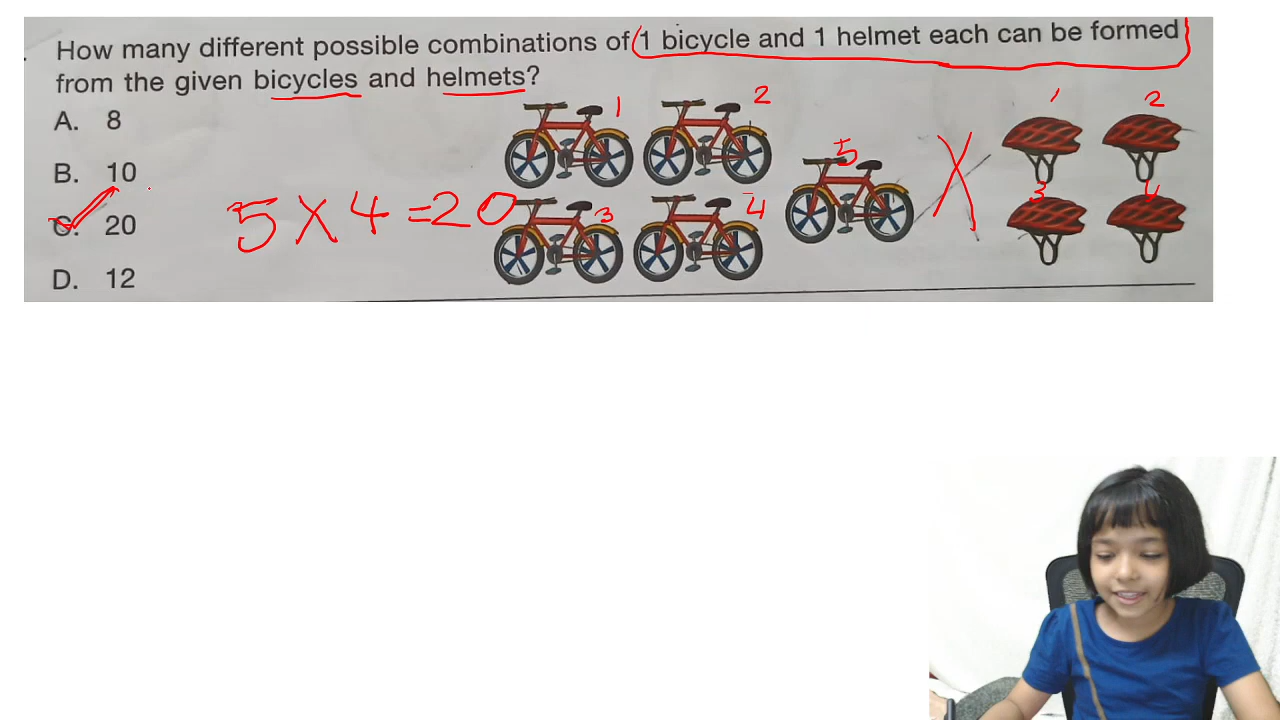 How many different possible combinations of 1 bicycle and 1 helmet each can be formed
from the given bicycles and helmets?
A. 8
B. 10
C. 20
D. 12
5 X 4 = 20
1
2
3
4
5
X
1
2
3
4